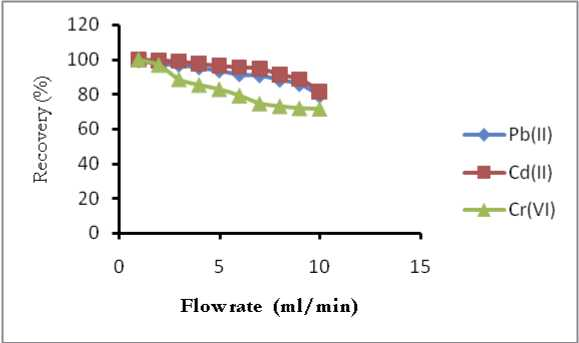 120
100
80
60
40
20
0
Recovery (%)
0 5 10 15
Flowrate (ml/min)
Pb(II)
Cd(II)
Cr(VI)